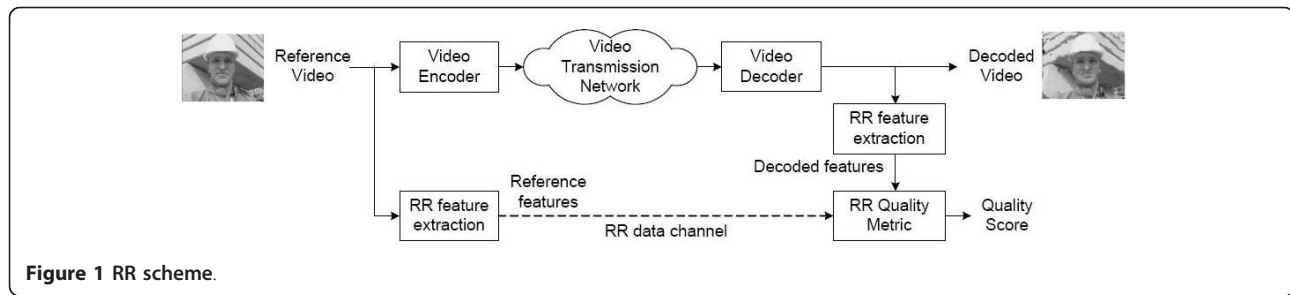 Reference
Video
Video
Encoder
Video
Transmission
Network
Video
Decoder
Decoded
Video
RR feature
extraction
Decoded features
RR feature
extraction
Reference
features
RR data channel
RR Quality
Metric
Quality
Score
Figure 1 RR scheme.